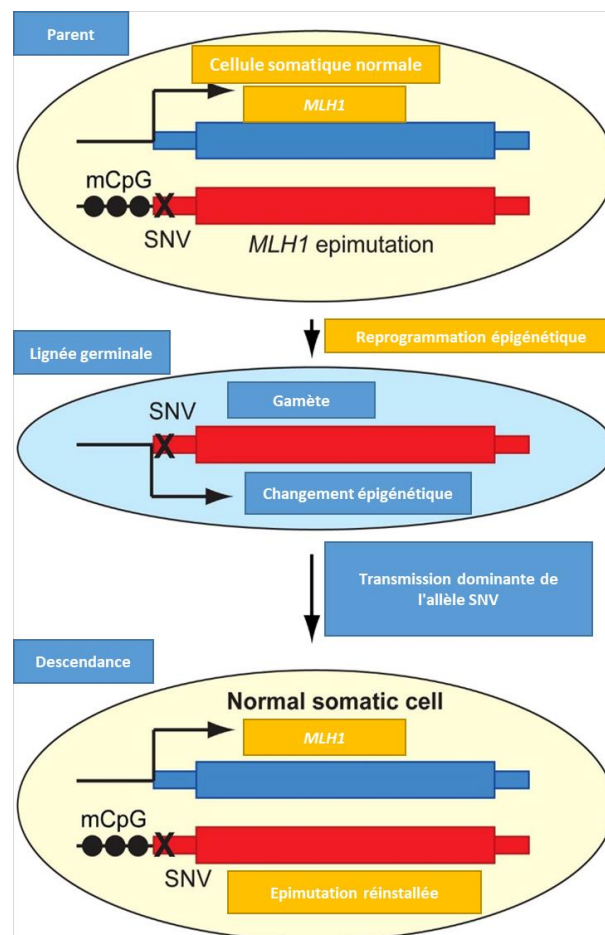 Parent
Cellule somatique normale
MLH1
mCpG
X
SNV
MLH1 epimutation
Reprogrammation épigénétique
Lignée germinale
Gamète
SNV
X
Changement épigénétique
Transmission dominante de
l'allèle SNV
Descendance
Normal somatic cell
MLH1
mCpG
X
SNV
Epimutation réinstallée